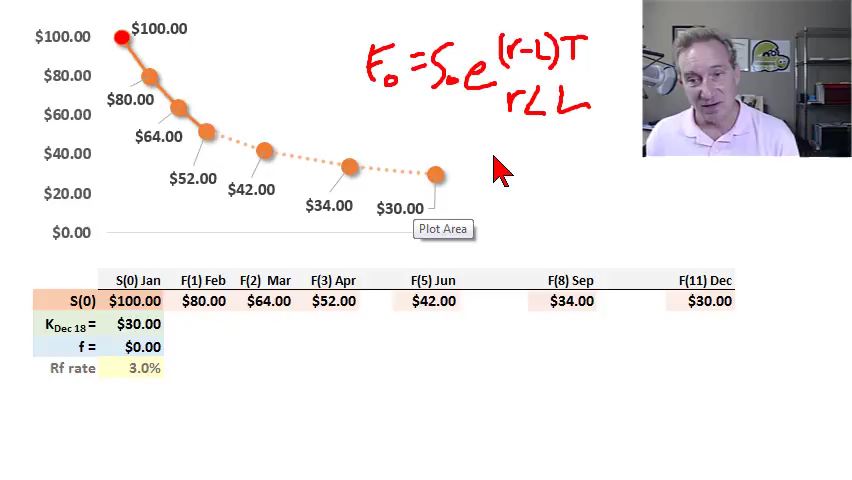 $100.00
$80.00
$60.00
$40.00
$20.00
$0.00
$100.00
$80.00
$64.00
$52.00
$42.00
$34.00
$30.00
Plot Area
F₀ = S₀e^(r-L)T
r < L
S(0) Jan F(1) Feb F(2) Mar F(3) Apr F(5) Jun F(8) Sep F(11) Dec
S(0) $100.00 $80.00 $64.00 $52.00 $42.00 $34.00 $30.00
K Dec 18 = $30.00
f = $0.00
Rf rate 3.0%